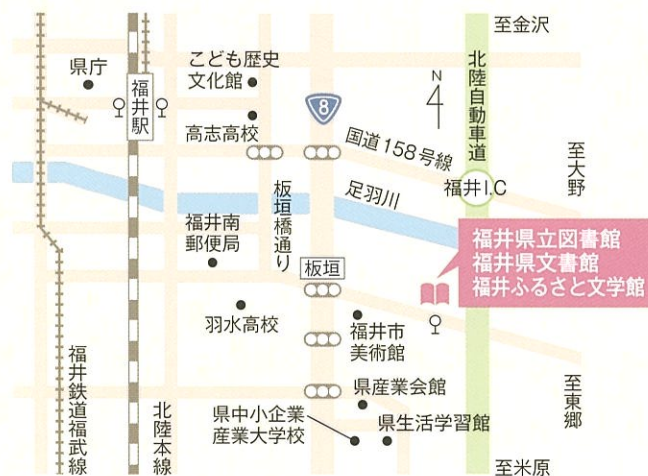 至金沢
北陸自動車道
県庁
こども歴史
文化館
福井駅
8
N
高志高校
国道158号線
至大野
福井I.C
足羽川
板垣橋通り
福井南
郵便局
福井県立図書館
福井県文書館
福井ふるさと文学館
板垣
羽水高校
福井市
美術館
福井鉄道福武線
北陸本線
県産業会館
県中小企業
産業大学校
県生活学習館
至東郷
至米原